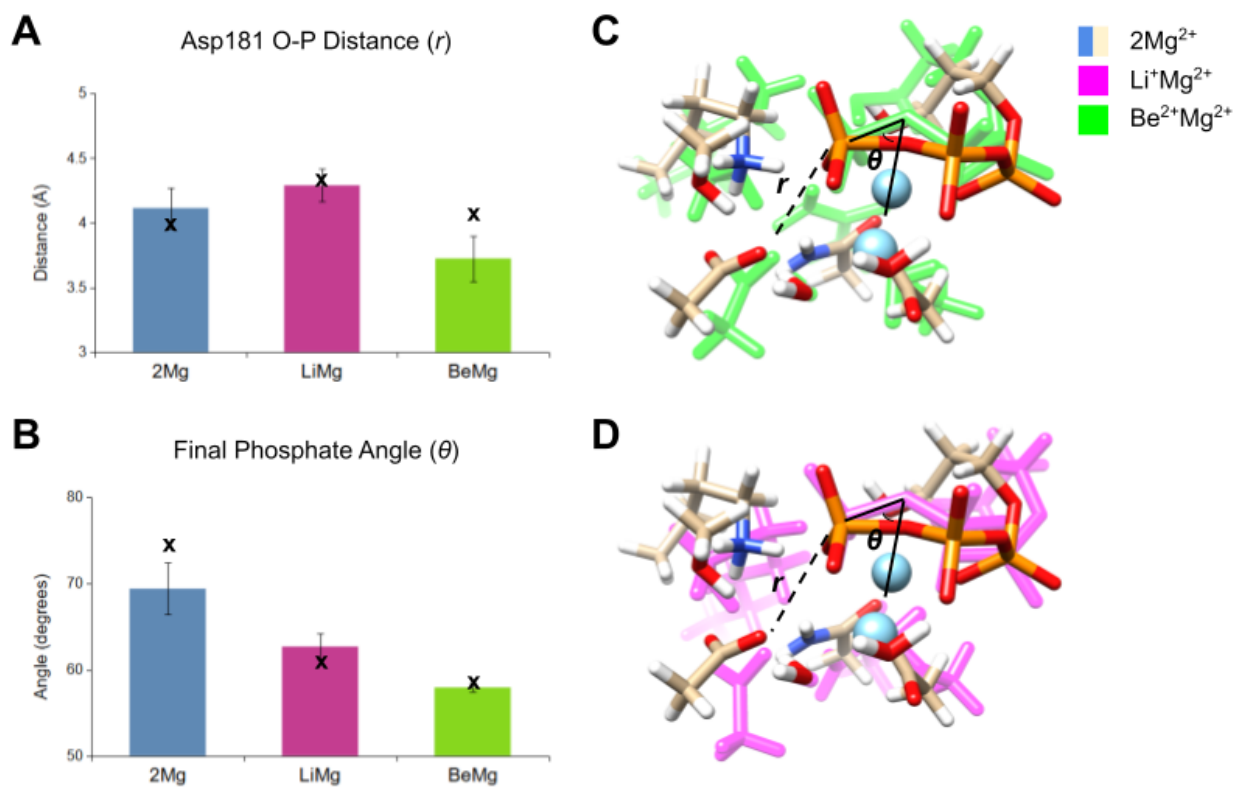 A
Asp181 O-P Distance (r)
5
4.5
4
3.5
3
Distance (Å)
x
x
x
2Mg
LiMg
BeMg
B
Final Phosphate Angle (θ)
80
70
60
50
Angle (degrees)
x
x
x
2Mg
LiMg
BeMg
C
r
θ
2Mg²⁺
Li⁺Mg²⁺
Be²⁺Mg²⁺
D
r
θ